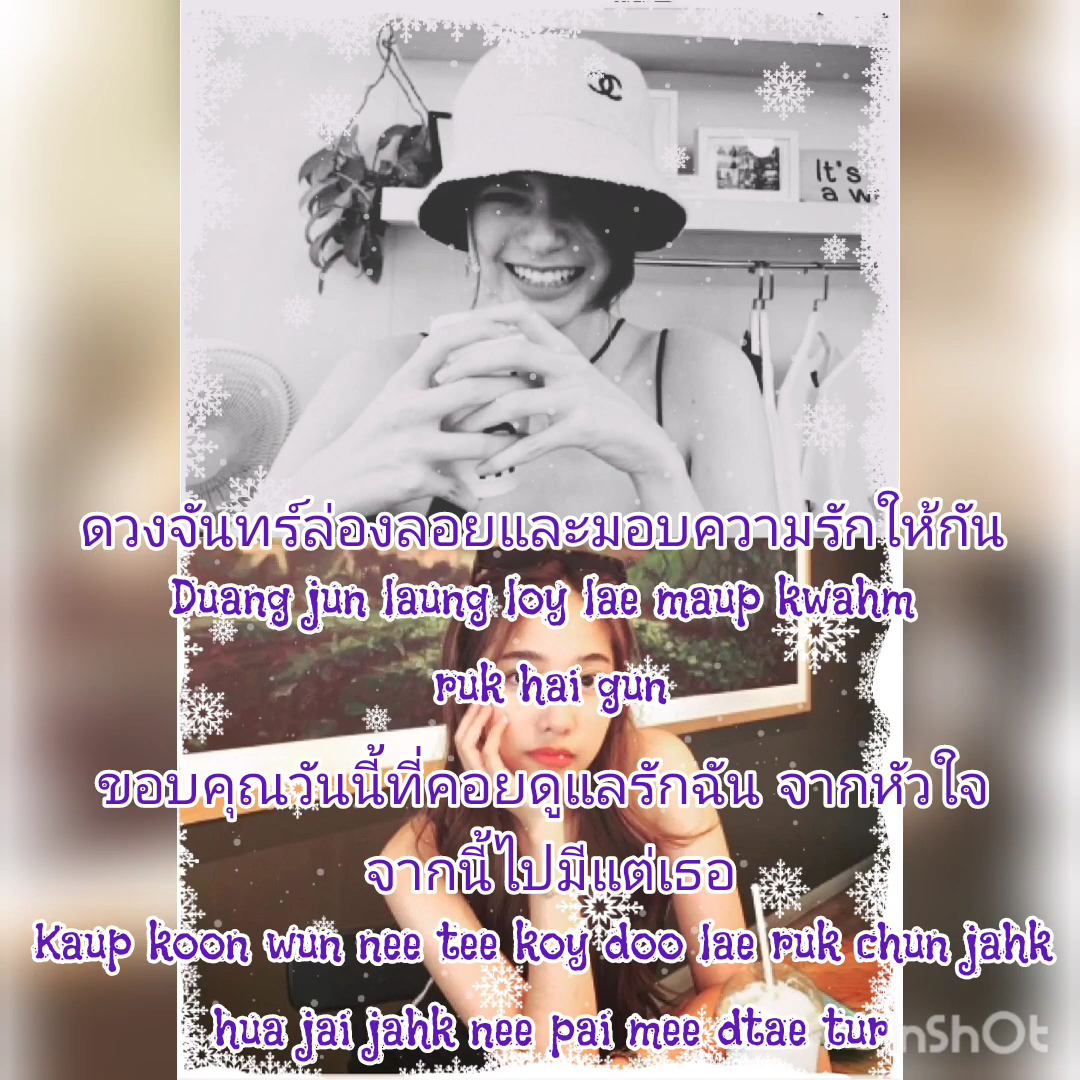 It's
a w
ดวงจันทร์ล่องลอยและมอบความรักให้กัน
Duang jun laung loy lae maup kwahm
ruk hai gun
ขอบคุณวันนี้ที่คอยดูแลรักฉัน จากหัวใจ
จากนี้ไปมีแต่เธอ
Kaup koon wun nee tee koy doo lae ruk chun jahk
hua jai jahk nee pai mee dtae tur
nShOt